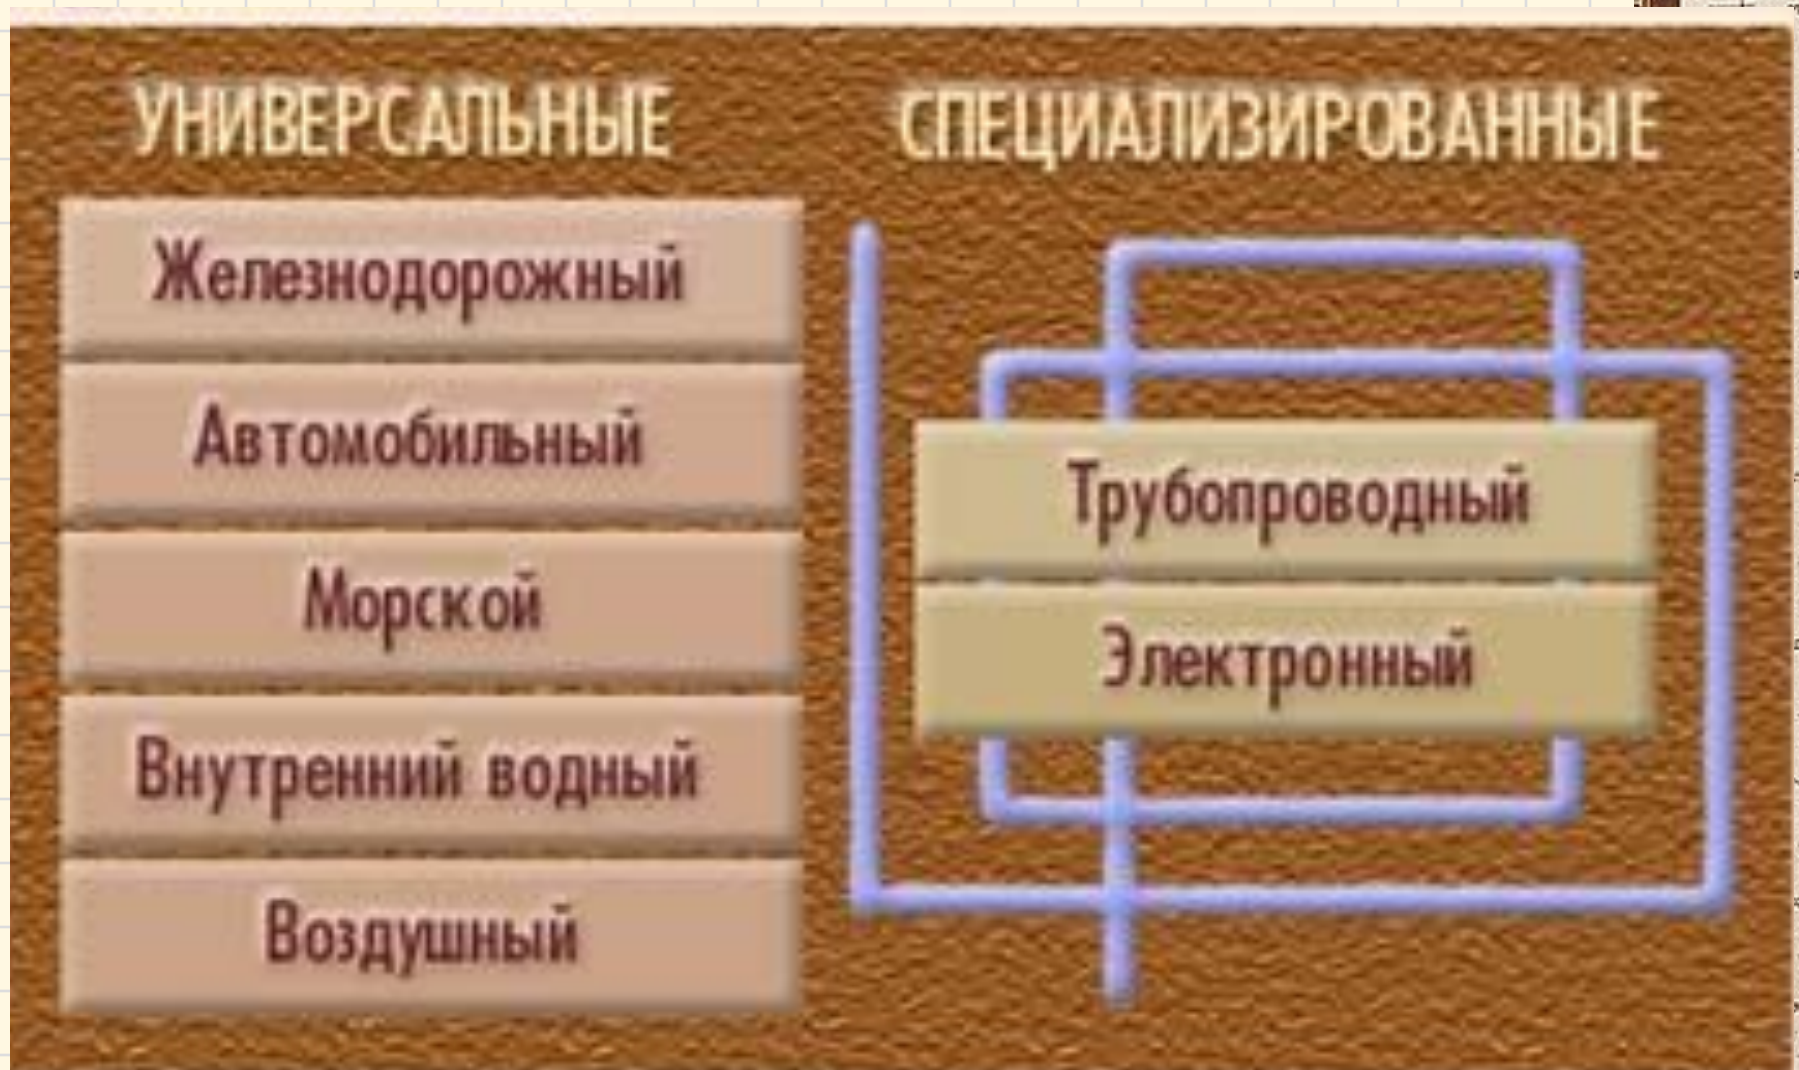 УНИВЕРСАЛЬНЫЕ
Железнодорожный
Автомобильный
Морской
Внутренний водный
Воздушный
СПЕЦИАЛИЗИРОВАННЫЕ
Трубопроводный
Электронный